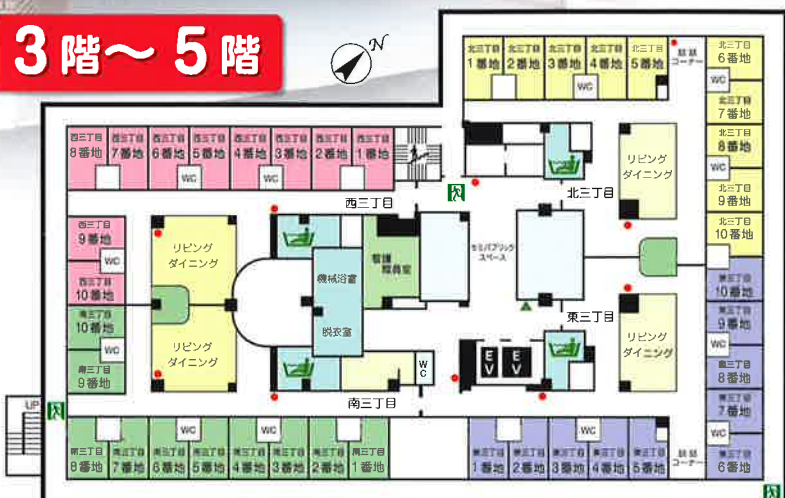 3階～5階
N
北三丁目
1番地
北三丁目
2番地
北三丁目
3番地
北三丁目
4番地
北三丁目
5番地
談話
コーナー
北三丁目
6番地
WC
WC
北三丁目
7番地
北三丁目
8番地
WC
北三丁目
9番地
北三丁目
10番地
西三丁目
8番地
西三丁目
7番地
西三丁目
6番地
西三丁目
5番地
西三丁目
4番地
西三丁目
3番地
西三丁目
2番地
西三丁目
1番地
WC
WC
リビング
ダイニング
西三丁目
北三丁目
西三丁目
9番地
WC
西三丁目
10番地
リビング
ダイニング
機械浴室
脱衣室
看護
職員室
セミパブリック
スペース
南三丁目
10番地
WC
南三丁目
9番地
リビング
ダイニング
東三丁目
EV
EV
WC
南三丁目
リビング
ダイニング
東三丁目
10番地
東三丁目
9番地
WC
東三丁目
8番地
東三丁目
7番地
WC
東三丁目
6番地
UP
南三丁目
8番地
南三丁目
7番地
南三丁目
6番地
南三丁目
5番地
南三丁目
4番地
南三丁目
3番地
南三丁目
2番地
南三丁目
1番地
WC
WC
東三丁目
1番地
東三丁目
2番地
東三丁目
3番地
東三丁目
4番地
東三丁目
5番地
WC
談話
コーナー